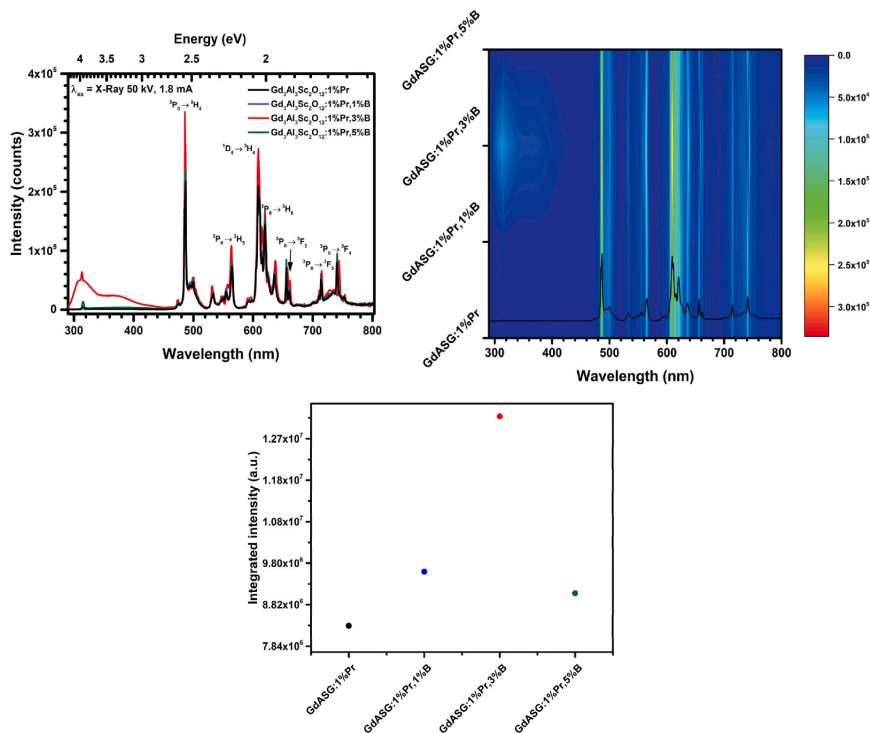 Energy (eV)
4 3.5 3 2.5 2
4x10⁵
3x10⁵
2x10⁵
1x10⁵
0
Intensity (counts)
λex = X-Ray 50 kV, 1.8 mA
Gd₃Al₃Sc₂O₁₂:1%Pr
Gd₃Al₃Sc₂O₁₂:1%Pr,1%B
Gd₃Al₃Sc₂O₁₂:1%Pr,3%B
Gd₃Al₃Sc₂O₁₂:1%Pr,5%B
³P₀→³H₄
¹D₄→³H₄
³P₀→³H₆
³P₀→³H₅
³P₀→³F₂
³P₀→³F₃
³P₀→³F₄
300 400 500 600 700 800
Wavelength (nm)
GdASG:1%Pr,5%B
GdASG:1%Pr,3%B
GdASG:1%Pr,1%B
GdASG:1%Pr
300 400 500 600 700 800
Wavelength (nm)
0.0
5.0x10⁴
1.0x10⁵
1.5x10⁵
2.0x10⁵
2.5x10⁵
3.0x10⁵
Integrated intensity (a.u.)
1.27x10⁷
1.18x10⁷
1.08x10⁷
9.80x10⁶
8.82x10⁶
7.84x10⁶
GdASG:1%Pr
GdASG:1%Pr,1%B
GdASG:1%Pr,3%B
GdASG:1%Pr,5%B